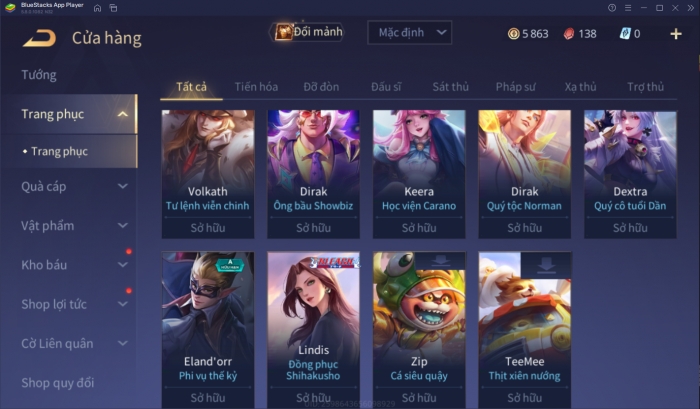 BlueStacks App Player
Cửa hàng
Đổi mảnh
Mặc định
5 863
138
0
Tướng
Trang phục
Trang phục
Quà cáp
Vật phẩm
Kho báu
Shop lợi tức
Cờ Liên quân
Shop quy đổi
Tất cả
Tiến hóa
Đỡ đòn
Đấu sĩ
Sát thủ
Pháp sư
Xạ thủ
Trợ thủ
Volkath
Tư lệnh viễn chinh
Sở hữu
Dirak
Ông bầu Showbiz
Sở hữu
Keera
Học viện Carano
Sở hữu
Dirak
Quý tộc Norman
Sở hữu
Dextra
Quý cô tuổi Dần
Sở hữu
A
Eland'orr
Phi vụ thế kỷ
Sở hữu
BLEACH
Lindis
Đồng phục
Shihakusho
Sở hữu
Zip
Cá siêu quậy
Sở hữu
TeeMee
Thịt xiên nướng
Sở hữu